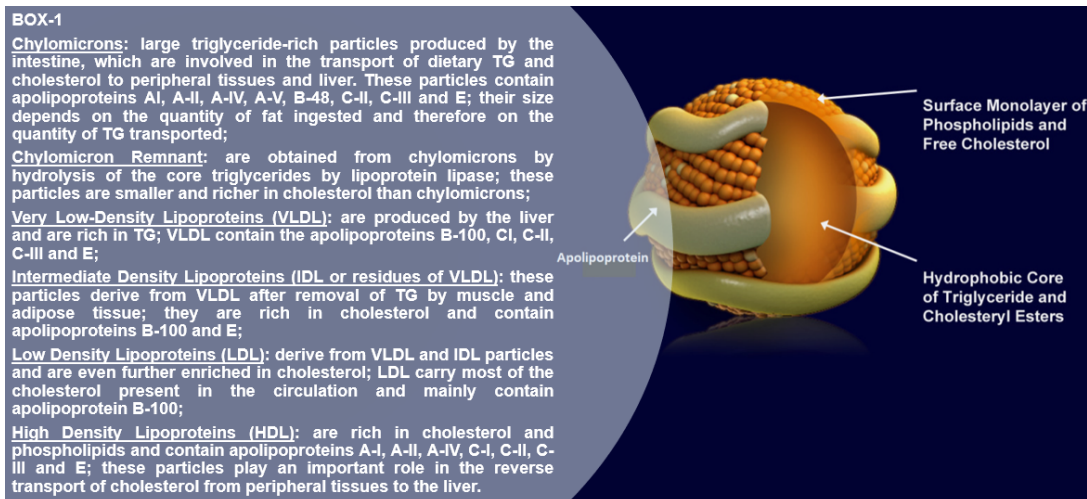 BOX-1
Chylomicrons: large triglyceride-rich particles produced by the
intestine, which are involved in the transport of dietary TG and
cholesterol to peripheral tissues and liver. These particles contain
apolipoproteins AI, A-II, A-IV, A-V, B-48, C-II, C-III and E; their size
depends on the quantity of fat ingested and therefore on the
quantity of TG transported;
Chylomicron Remnant: are obtained from chylomicrons by
hydrolysis of the core triglycerides by lipoprotein lipase; these
particles are smaller and richer in cholesterol than chylomicrons;
Very Low-Density Lipoproteins (VLDL): are produced by the liver
and are rich in TG; VLDL contain the apolipoproteins B-100, CI, C-II,
C-III and E;
Intermediate Density Lipoproteins (IDL or residues of VLDL): these
particles derive from VLDL after removal of TG by muscle and
adipose tissue; they are rich in cholesterol and contain
apolipoproteins B-100 and E;
Low Density Lipoproteins (LDL): derive from VLDL and IDL particles
and are even further enriched in cholesterol; LDL carry most of the
cholesterol present in the circulation and mainly contain
apolipoprotein B-100;
High Density Lipoproteins (HDL): are rich in cholesterol and
phospholipids and contain apolipoproteins A-I, A-II, A-IV, C-I, C-II, C-
III and E; these particles play an important role in the reverse
transport of cholesterol from peripheral tissues to the liver.
Surface Monolayer of
Phospholipids and
Free Cholesterol
Apolipoprotein
Hydrophobic Core
of Triglyceride and
Cholesteryl Esters